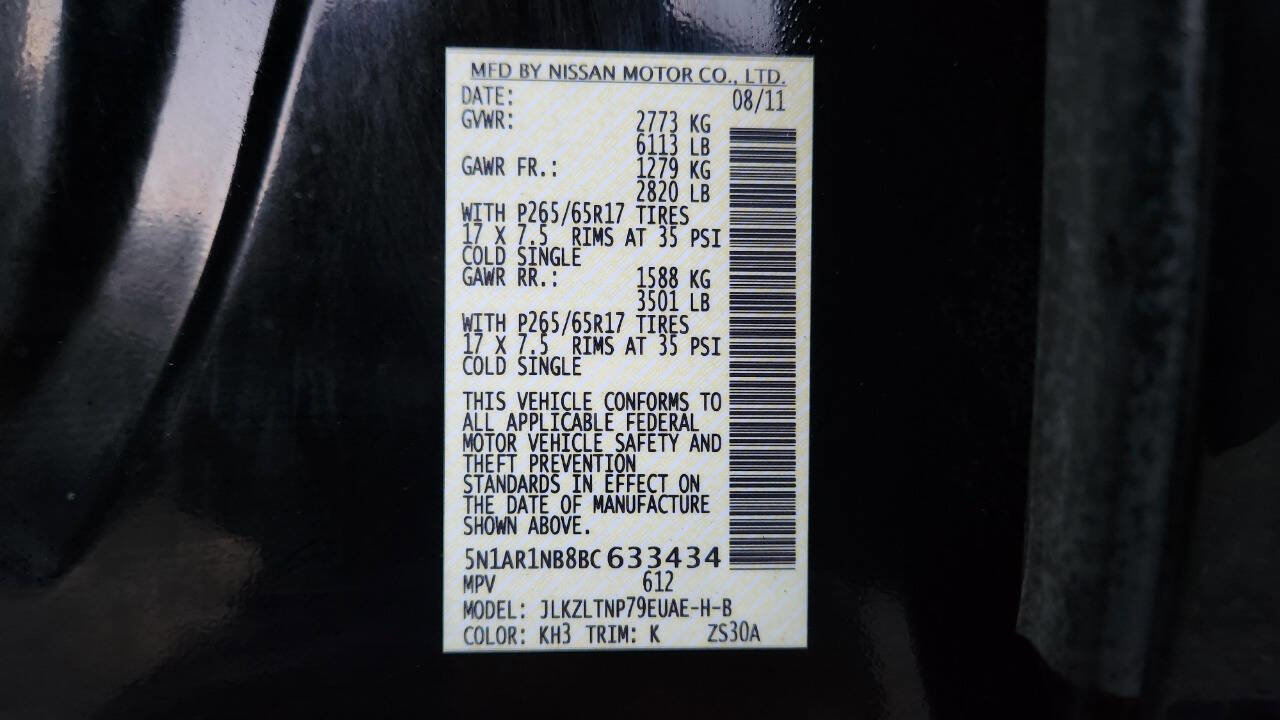 MFD BY NISSAN MOTOR CO., LTD.
DATE: 08/11
GVWR: 2773 KG
6113 LB
GAWR FR.: 1279 KG
2820 LB
WITH P265/65R17 TIRES
17 X 7.5 RIMS AT 35 PSI
COLD SINGLE
GAWR RR.: 1588 KG
3501 LB
WITH P265/65R17 TIRES
17 X 7.5 RIMS AT 35 PSI
COLD SINGLE
THIS VEHICLE CONFORMS TO
ALL APPLICABLE FEDERAL
MOTOR VEHICLE SAFETY AND
THEFT PREVENTION
STANDARDS IN EFFECT ON
THE DATE OF MANUFACTURE
SHOWN ABOVE.
5N1AR1NB8BC633434
MPV 612
MODEL: JLKZLTNP79EUAE-H-B
COLOR: KH3 TRIM: K ZS30A